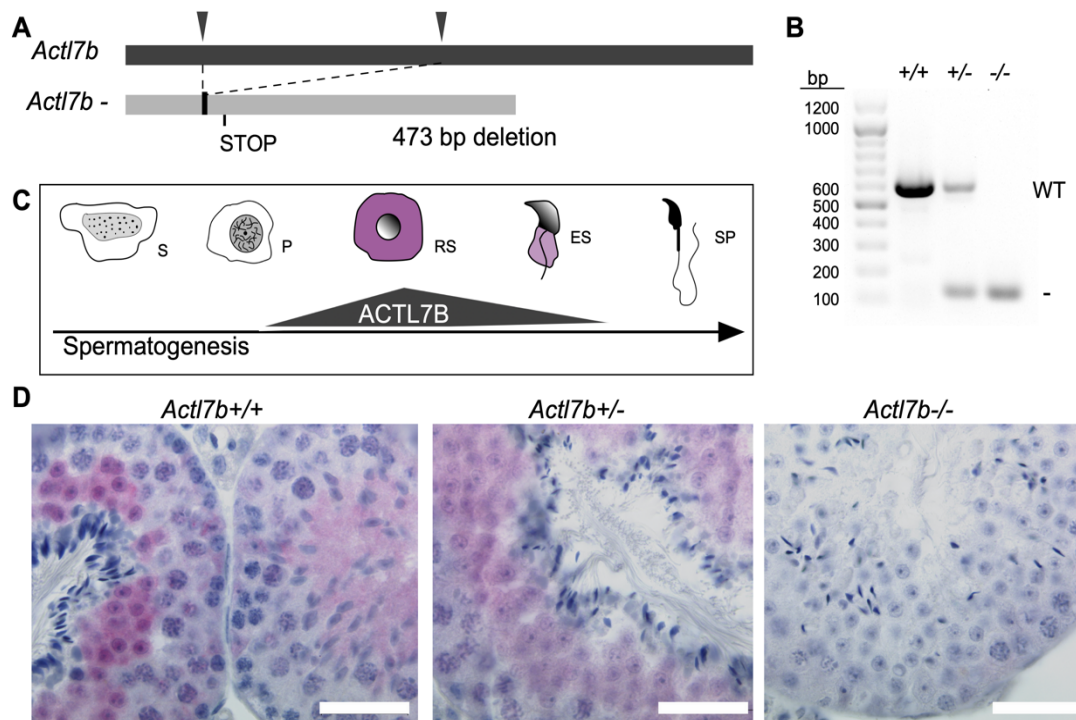 A
Actl7b
Actl7b -
STOP
473 bp deletion
B
bp
+/+ +/- -/-
1200
1000
600
500
400
300
200
100
WT
-
C
S
P
RS
ES
SP
ACTL7B
Spermatogenesis
D
Actl7b+/+
Actl7b+/-
Actl7b-/-